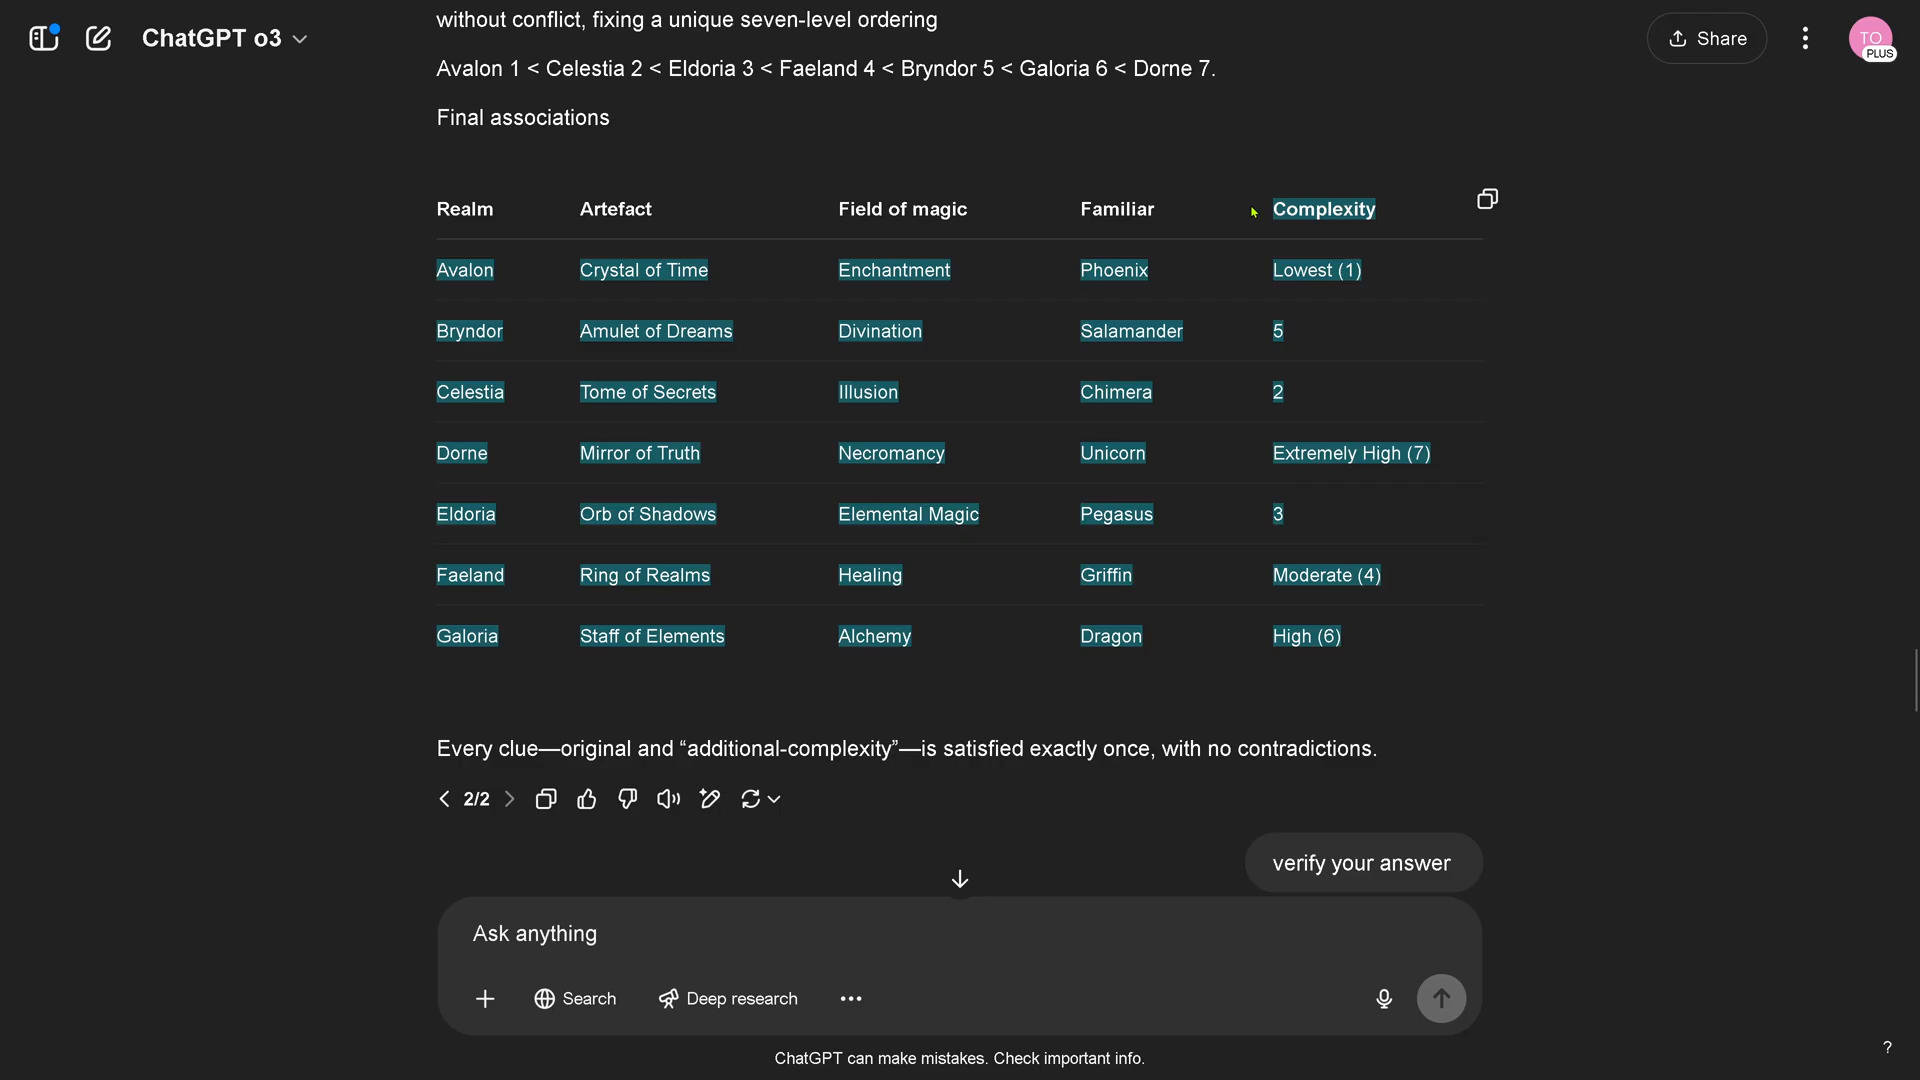 without conflict, fixing a unique seven-level ordering
ChatGPT o3
Share
TO
PLUS
Avalon 1 < Celestia 2 < Eldoria 3 < Faeland 4 < Bryndor 5 < Galoria 6 < Dorne 7.
Final associations
Realm Artefact Field of magic Familiar Complexity
Avalon Crystal of Time Enchantment Phoenix Lowest (1)
Bryndor Amulet of Dreams Divination Salamander 5
Celestia Tome of Secrets Illusion Chimera 2
Dorne Mirror of Truth Necromancy Unicorn Extremely High (7)
Eldoria Orb of Shadows Elemental Magic Pegasus 3
Faeland Ring of Realms Healing Griffin Moderate (4)
Galoria Staff of Elements Alchemy Dragon High (6)
Every clue—original and “additional-complexity”—is satisfied exactly once, with no contradictions.
2/2
verify your answer
Ask anything
Search Deep research
ChatGPT can make mistakes. Check important info.
?